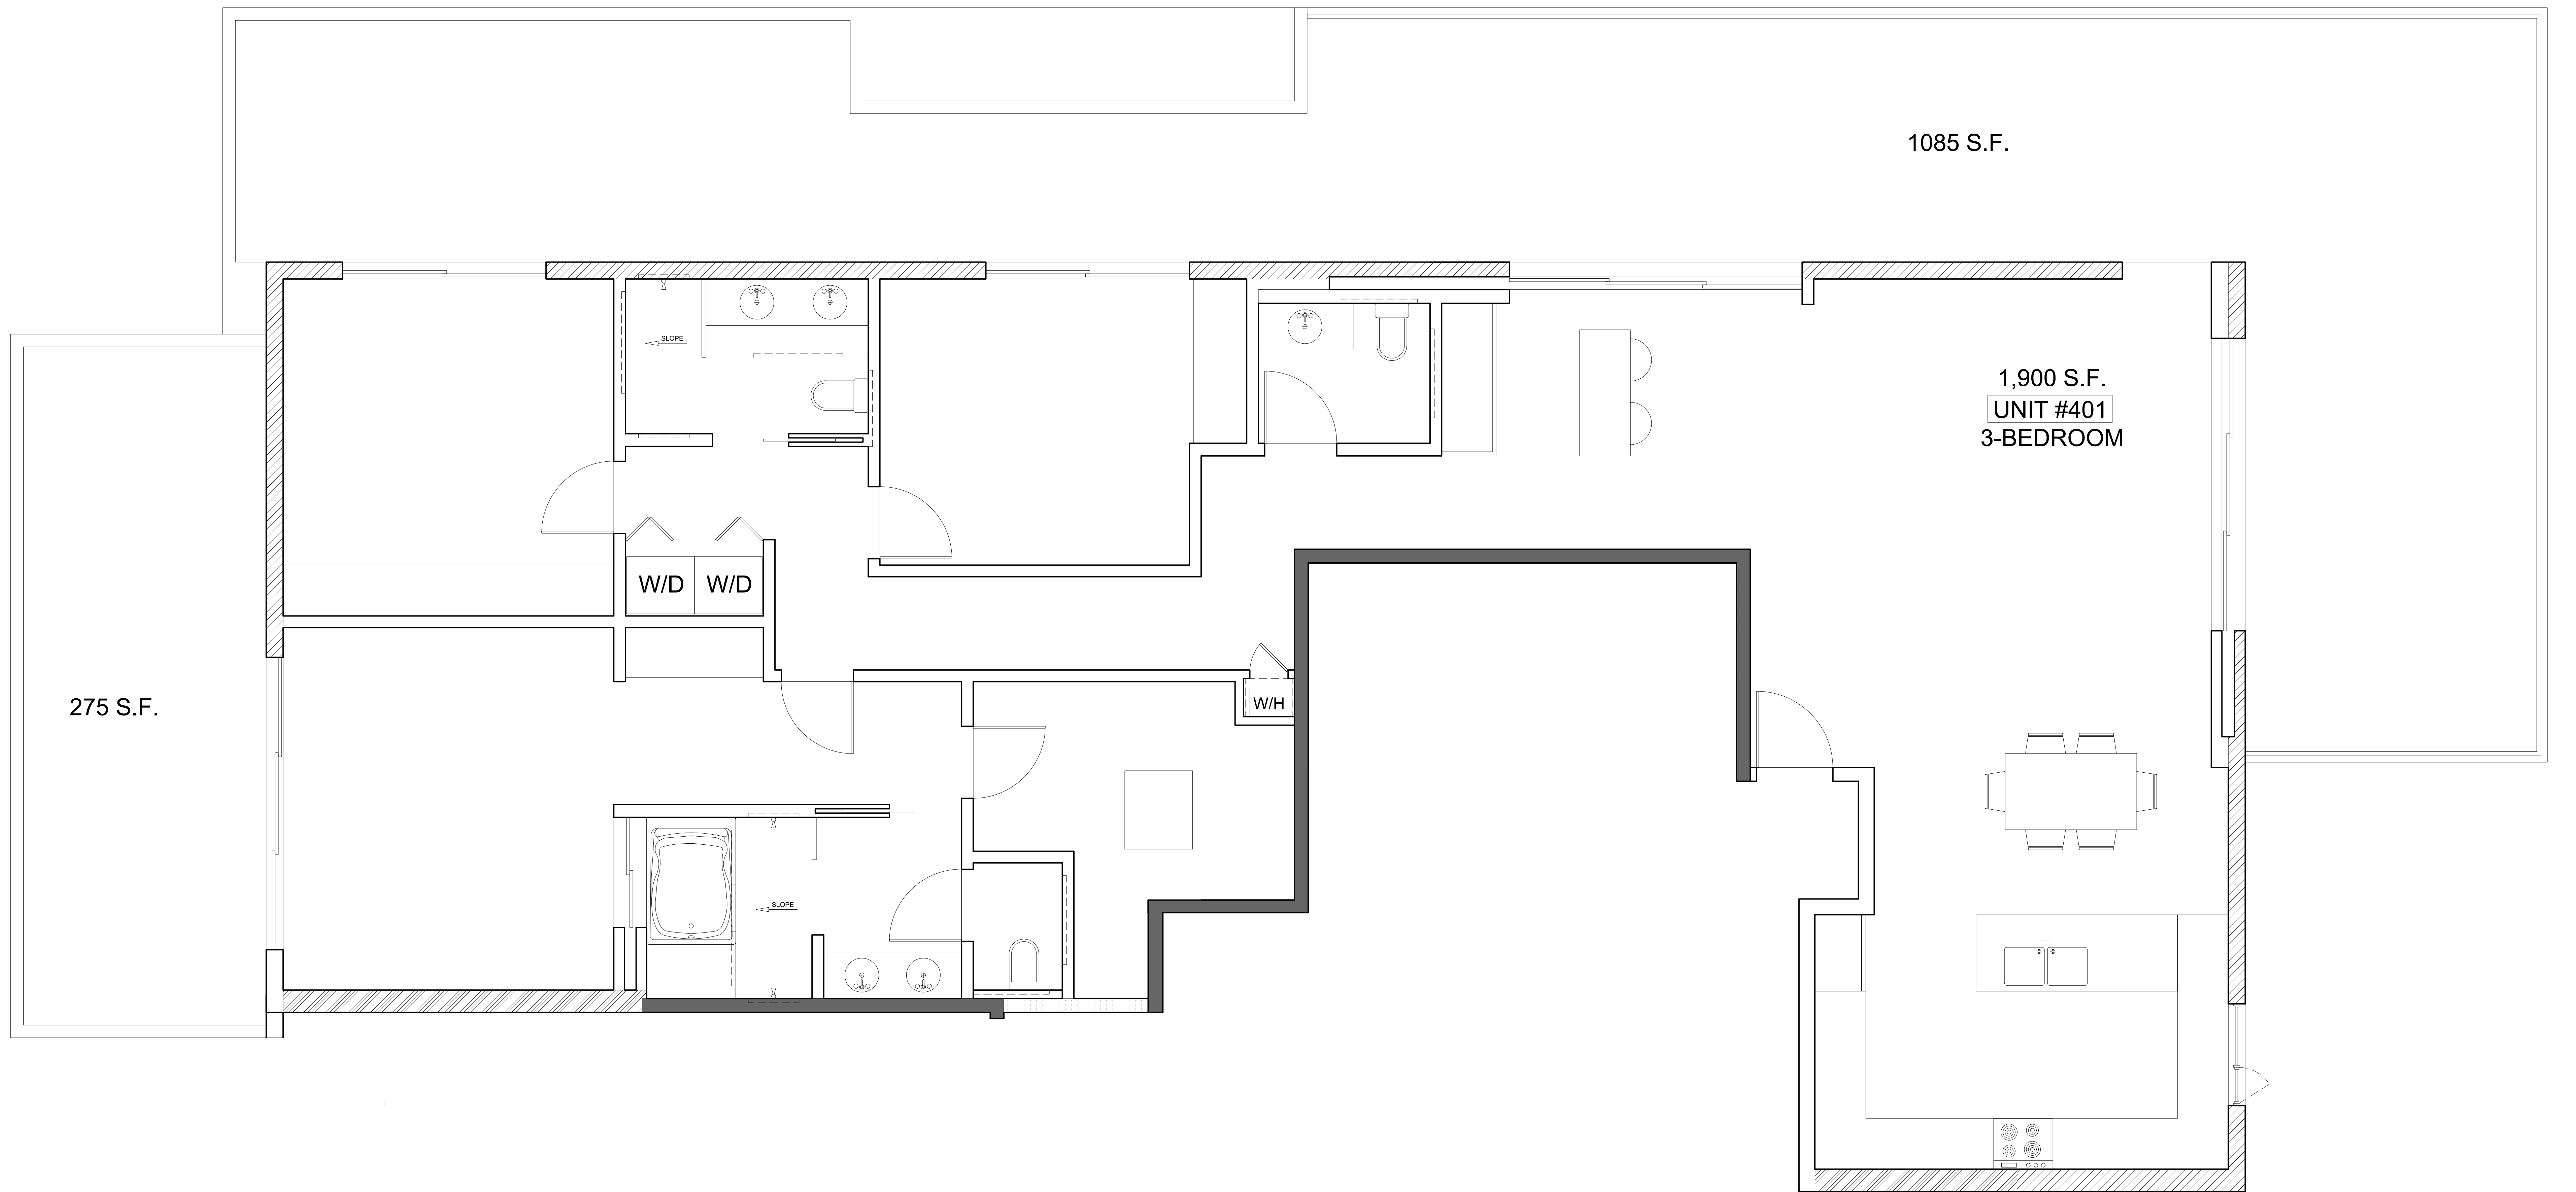 1085 S.F.
SLOPE
1,900 S.F.
UNIT #401
3-BEDROOM
W/D W/D
275 S.F.
W/H
SLOPE